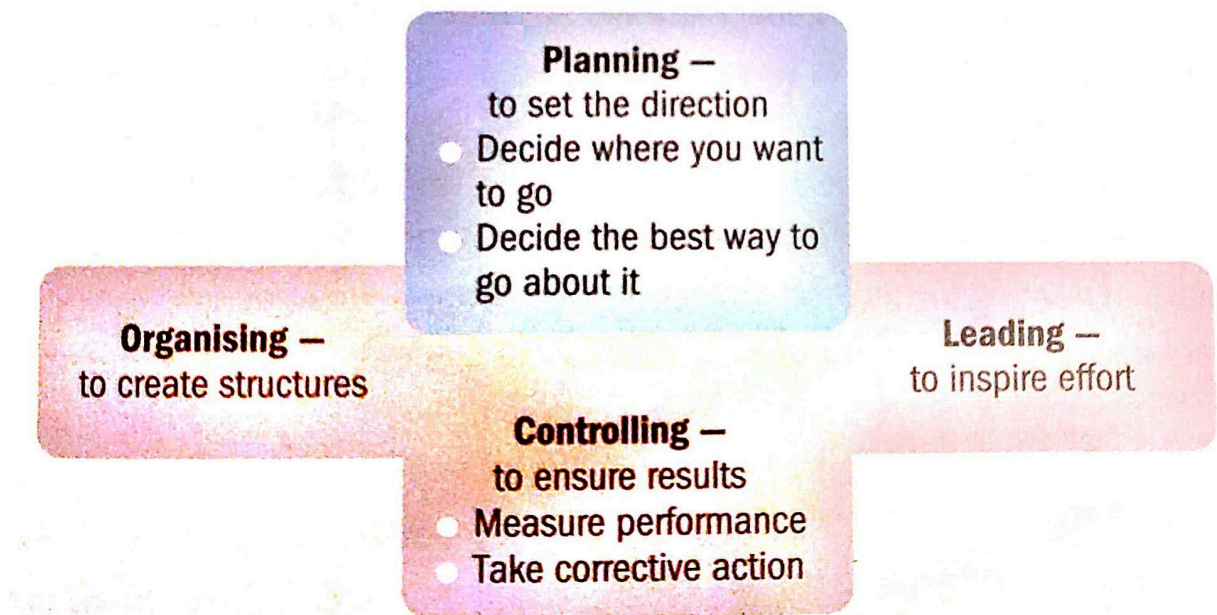 Planning —
to set the direction
Decide where you want
to go
Decide the best way to
go about it
Organising —
to create structures
Leading —
to inspire effort
Controlling —
to ensure results
Measure performance
Take corrective action